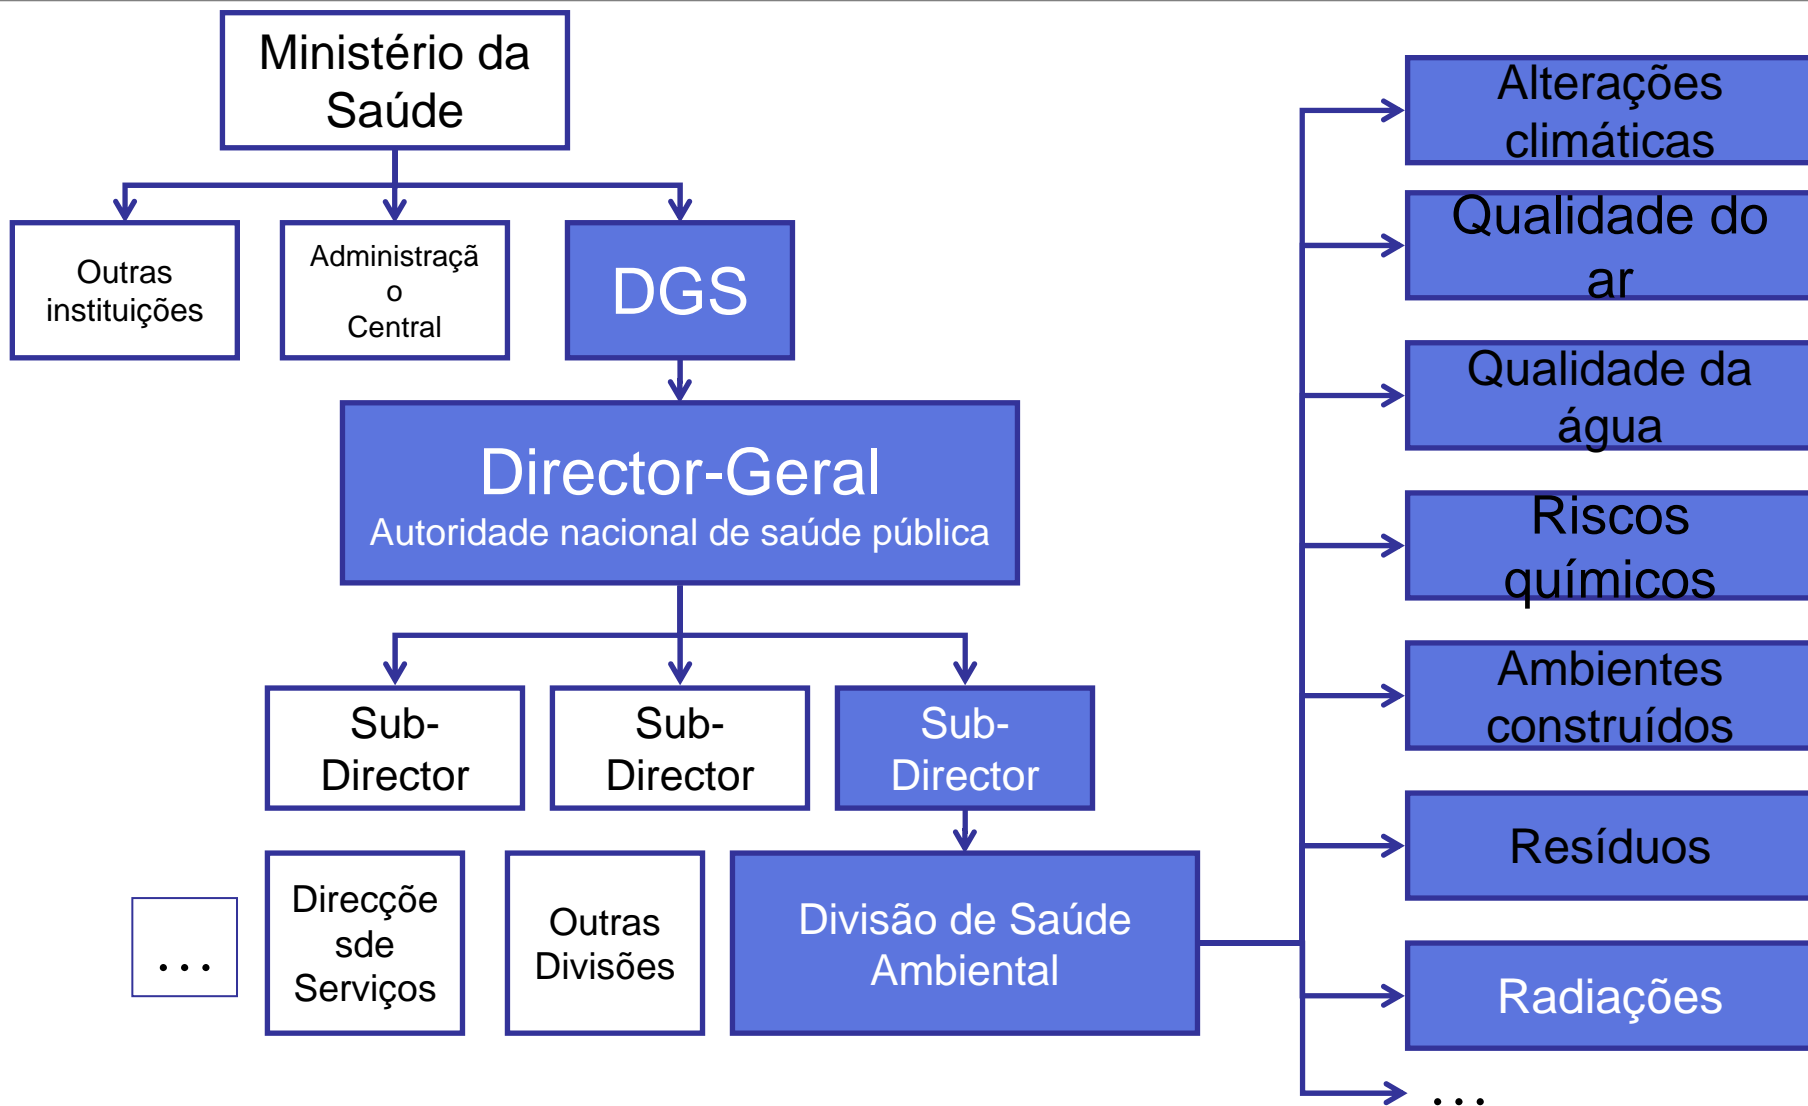 Ministério da
Saúde
Outras
instituições
Administraçã
o
Central
DGS
Director-Geral
Autoridade nacional de saúde pública
Sub-
Director
Sub-
Director
Sub-
Director
…
Direcçõe
sde
Serviços
Outras
Divisões
Divisão de Saúde
Ambiental
Alterações
climáticas
Qualidade do
ar
Qualidade da
água
Riscos
químicos
Ambientes
construídos
Resíduos
Radiações
…